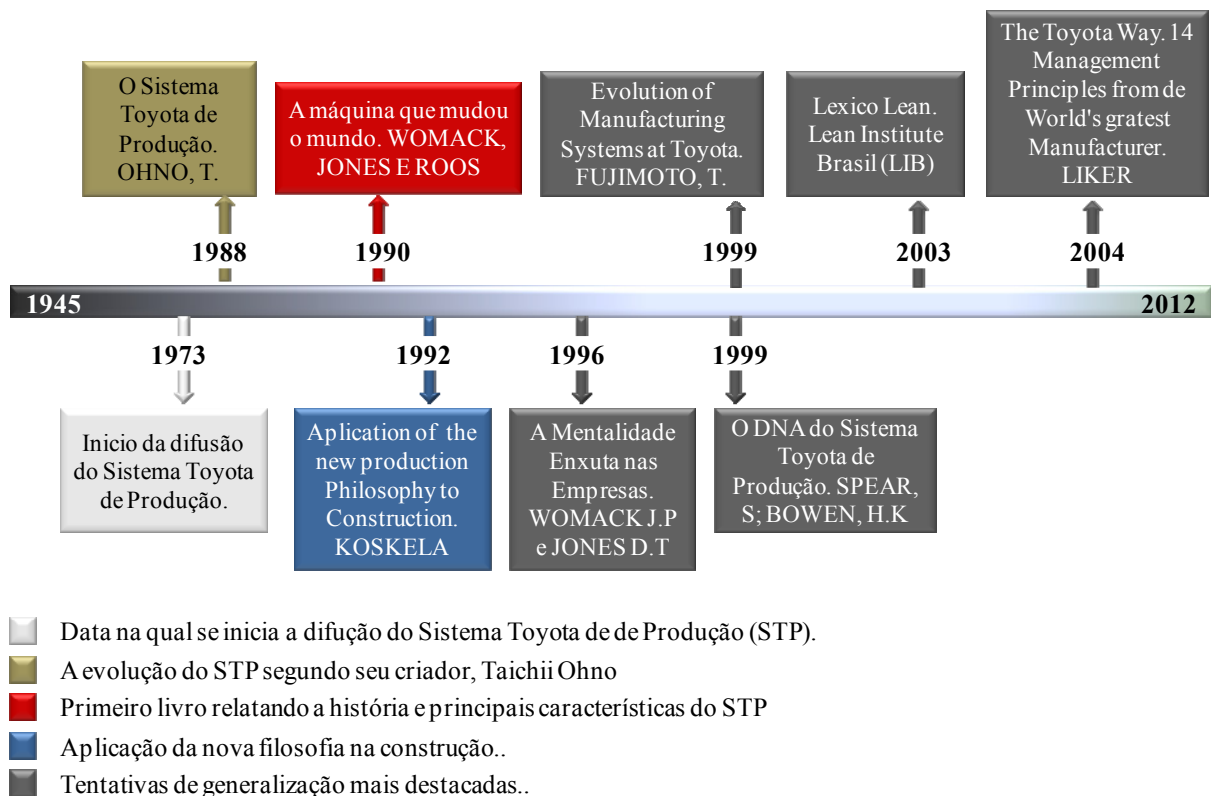 O Sistema
Toyota de
Produção.
OHNO, T.
A máquina que mudou
o mundo. WOMACK,
JONES E ROOS
Evolution of
Manufacturing
Systems at Toyota.
FUJIMOTO, T.
Lexico Lean.
Lean Institute
Brasil (LIB)
The Toyota Way. 14
Management
Principles from de
World's gratest
Manufacturer.
LIKER
1988
1990
1999
2003
2004
1945
2012
1973
1992
1996
1999
Inicio da difusão
do Sistema Toyota
de Produção.
Aplication of the
new production
Philosophy to
Construction.
KOSKELA
A Mentalidade
Enxuta nas
Empresas.
WOMACK J.P
e JONES D.T
O DNA do Sistema
Toyota de
Produção. SPEAR,
S; BOWEN, H.K
Data na qual se inicia a difução do Sistema Toyota de de Produção (STP).
A evolução do STP segundo seu criador, Taichii Ohno
Primeiro livro relatando a história e principais características do STP
Aplicação da nova filosofia na construção..
Tentativas de generalização mais destacadas..